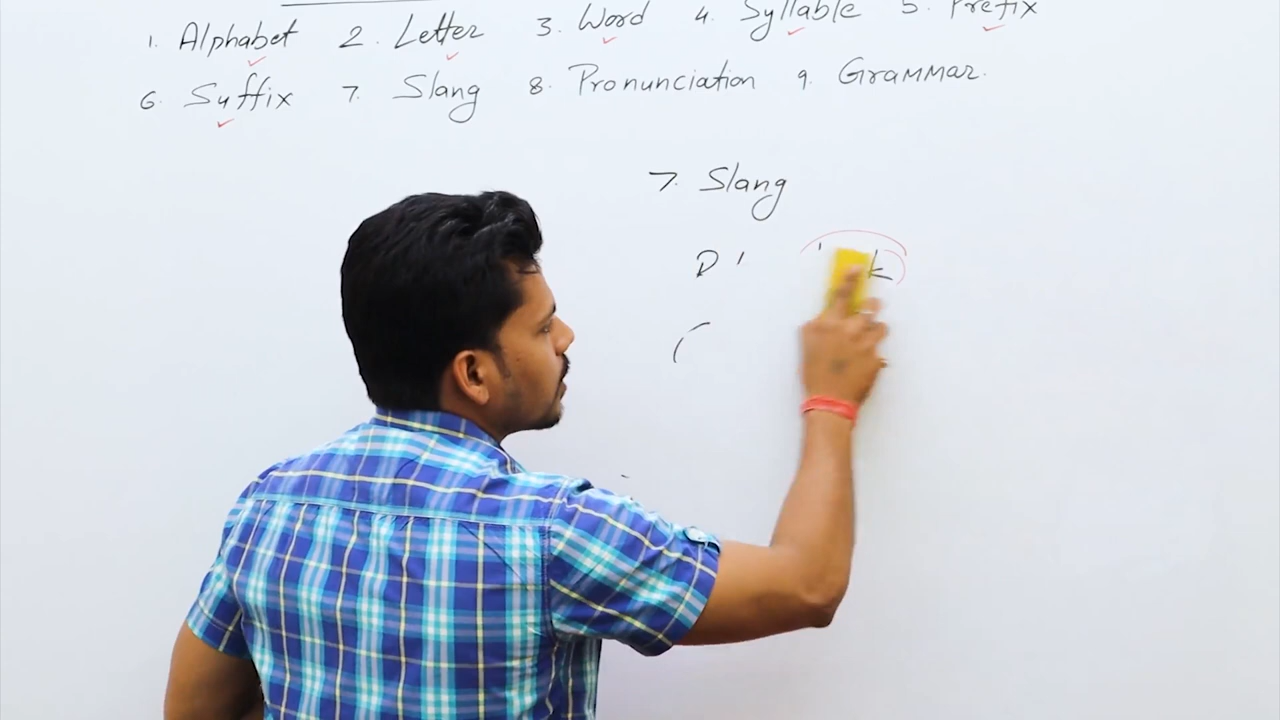 1. Alphabet 2. Letter 3. Word 4. Syllable 5. Prefix
6. Suffix 7. Slang 8. Pronunciation 9. Grammar.
7. Slang